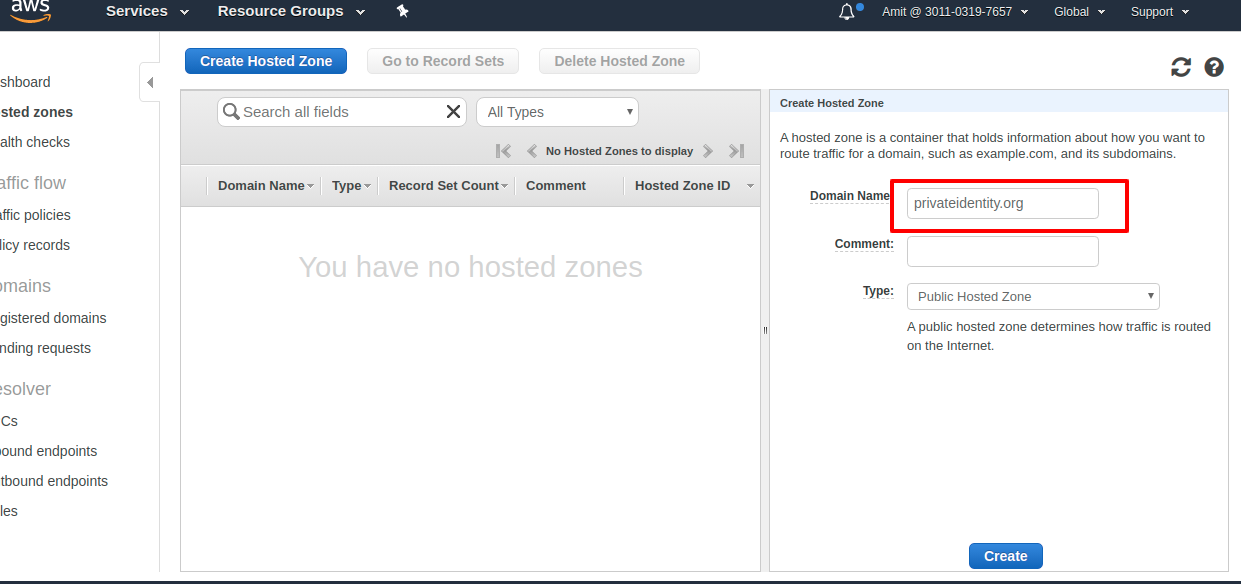 aws Services Resource Groups Amit @ 3011-0319-7657 Global Support
Create Hosted Zone Go to Record Sets Delete Hosted Zone
shboard
sted zones
alth checks
affic flow
affic policies
licy records
omains
gistered domains
nding requests
esolver
Cs
ound endpoints
tbound endpoints
les
Search all fields All Types
No Hosted Zones to display
Domain Name Type Record Set Count Comment Hosted Zone ID
You have no hosted zones
Create Hosted Zone
A hosted zone is a container that holds information about how you want to
route traffic for a domain, such as example.com, and its subdomains.
Domain Name privateidentity.org
Comment:
Type: Public Hosted Zone
A public hosted zone determines how traffic is routed
on the Internet.
Create